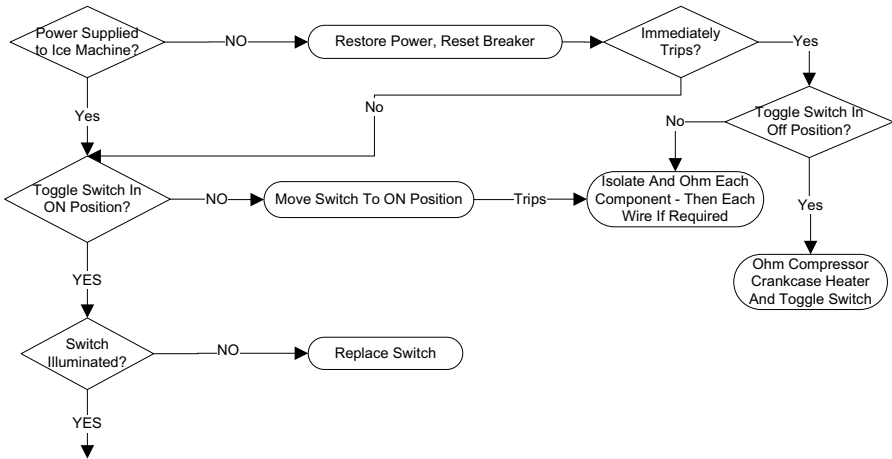 Power Supplied
to Ice Machine?
NO
Restore Power, Reset Breaker
Immediately
Trips?
Yes
No
Yes
Toggle Switch In
Off Position?
No
Toggle Switch In
ON Position?
NO
Move Switch To ON Position
Trips
Isolate And Ohm Each
Component - Then Each
Wire If Required
Yes
Ohm Compressor
Crankcase Heater
And Toggle Switch
YES
Switch
Illuminated?
NO
Replace Switch
YES